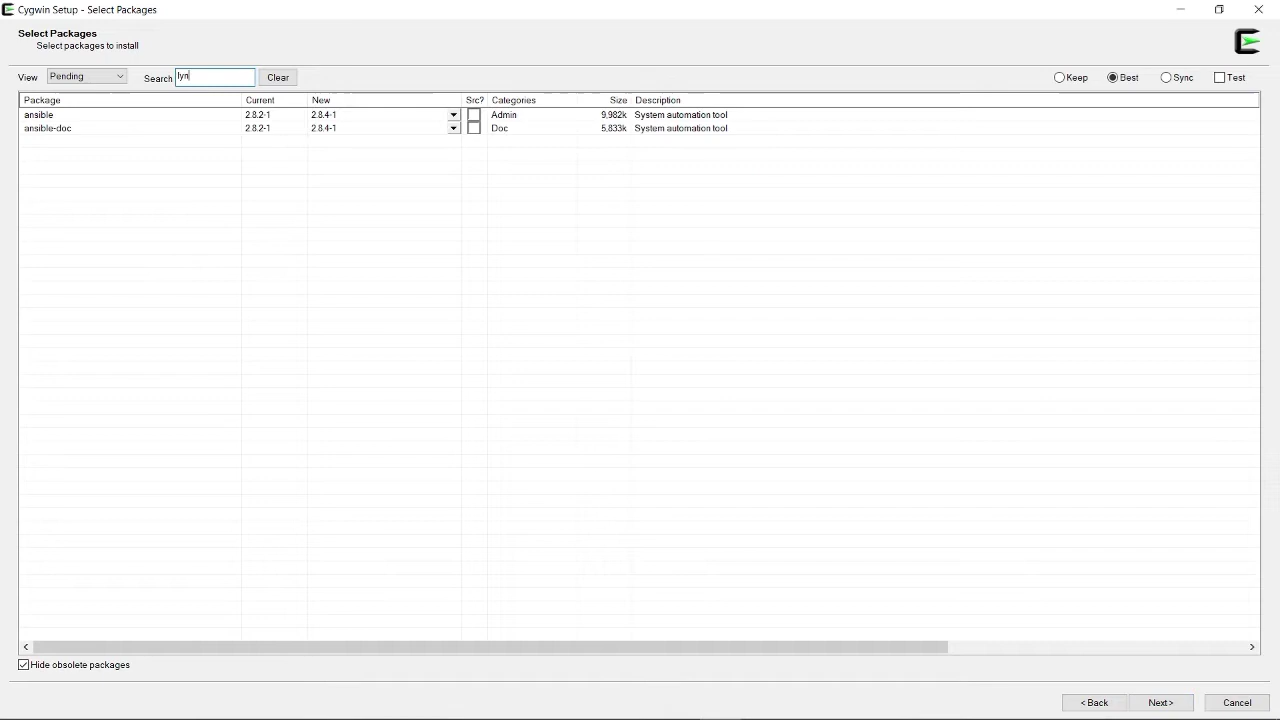 Cygwin Setup - Select Packages
Select Packages
Select packages to install
View Pending Search lyn Clear Keep Best Sync Test
Package Current New Src? Categories Size Description
ansible 2.8.2-1 2.8.4-1 Admin 9,982k System automation tool
ansible-doc 2.8.2-1 2.8.4-1 Doc 5,833k System automation tool
Hide obsolete packages
< Back Next > Cancel